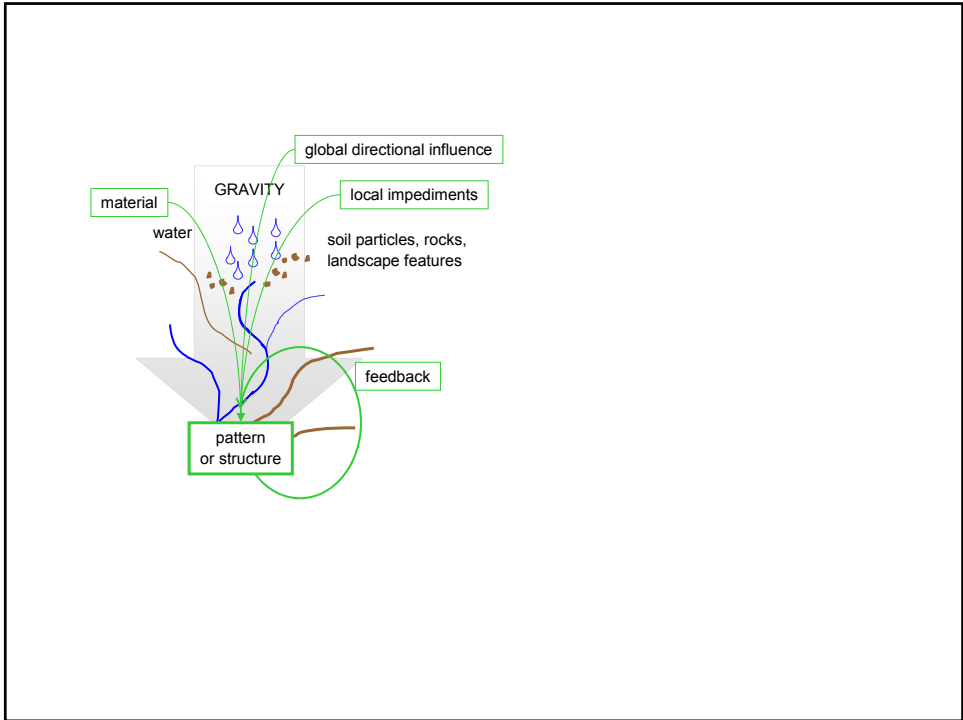 global directional influence
GRAVITY
local impediments
material
water
soil particles, rocks,
landscape features
feedback
pattern
or structure